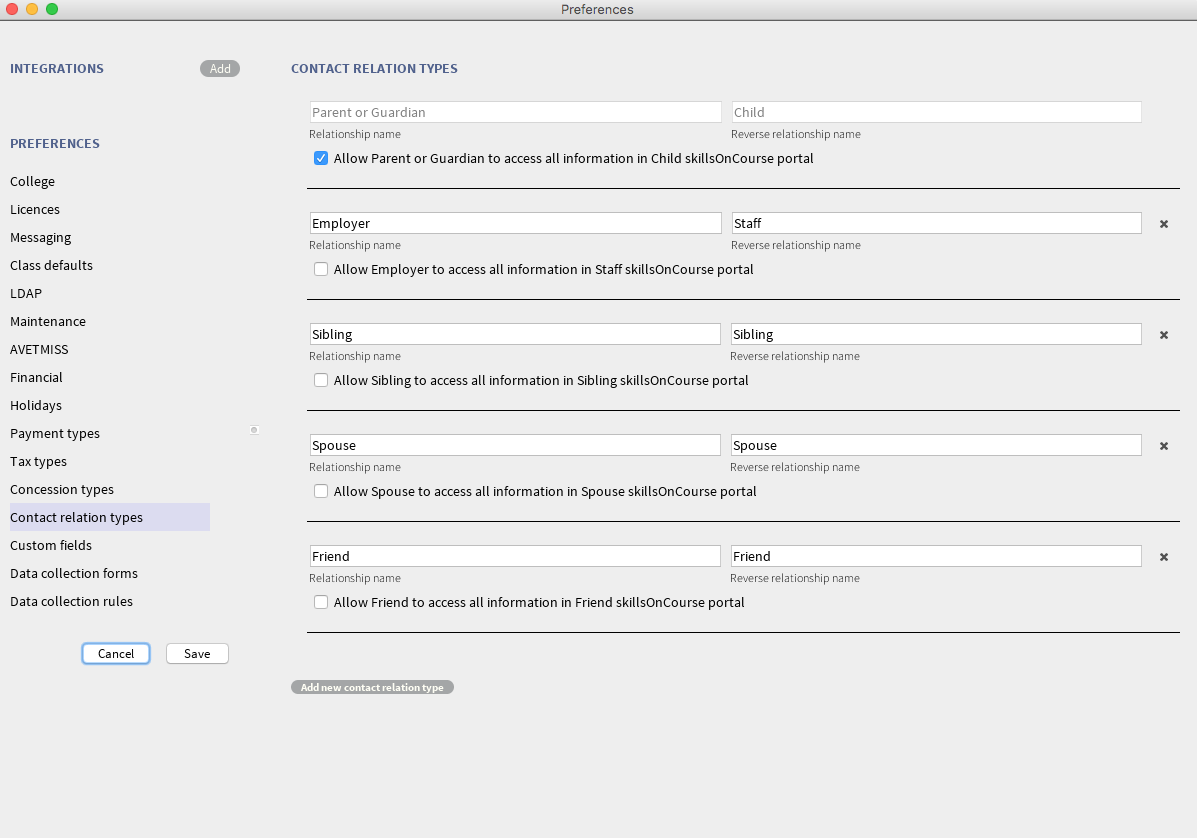 Preferences
INTEGRATIONS
Add
PREFERENCES
College
Licences
Messaging
Class defaults
LDAP
Maintenance
AVETMISS
Financial
Holidays
Payment types
Tax types
Concession types
Contact relation types
Custom fields
Data collection forms
Data collection rules
Cancel Save
CONTACT RELATION TYPES
Parent or Guardian Child
Relationship name Reverse relationship name
Allow Parent or Guardian to access all information in Child skillsOnCourse portal
Employer Staff
Relationship name Reverse relationship name
Allow Employer to access all information in Staff skillsOnCourse portal
Sibling Sibling
Relationship name Reverse relationship name
Allow Sibling to access all information in Sibling skillsOnCourse portal
Spouse Spouse
Relationship name Reverse relationship name
Allow Spouse to access all information in Spouse skillsOnCourse portal
Friend Friend
Relationship name Reverse relationship name
Allow Friend to access all information in Friend skillsOnCourse portal
Add new contact relation type